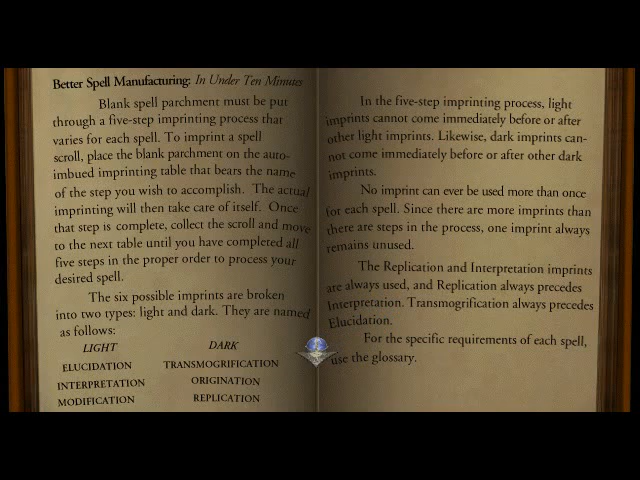 Better Spell Manufacturing: In Under Ten Minutes
Blank spell parchment must be put
through a five-step imprinting process that
varies for each spell. To imprint a spell
scroll, place the blank parchment on the auto-
imbued imprinting table that bears the name
of the step you wish to accomplish. The actual
imprinting will then take care of itself. Once
that step is complete, collect the scroll and move
to the next table until you have completed all
five steps in the proper order to process your
desired spell.
The six possible imprints are broken
into two types: light and dark. They are named
as follows:
LIGHT DARK
ELUCIDATION TRANSMOGRIFICATION
INTERPRETATION ORIGINATION
MODIFICATION REPLICATION
In the five-step imprinting process, light
imprints cannot come immediately before or after
other light imprints. Likewise, dark imprints can-
not come immediately before or after other dark
imprints.
No imprint can ever be used more than once
for each spell. Since there are more imprints than
there are steps in the process, one imprint always
remains unused.
The Replication and Interpretation imprints
are always used, and Replication always precedes
Interpretation. Transmogrification always precedes
Elucidation.
For the specific requirements of each spell,
use the glossary.